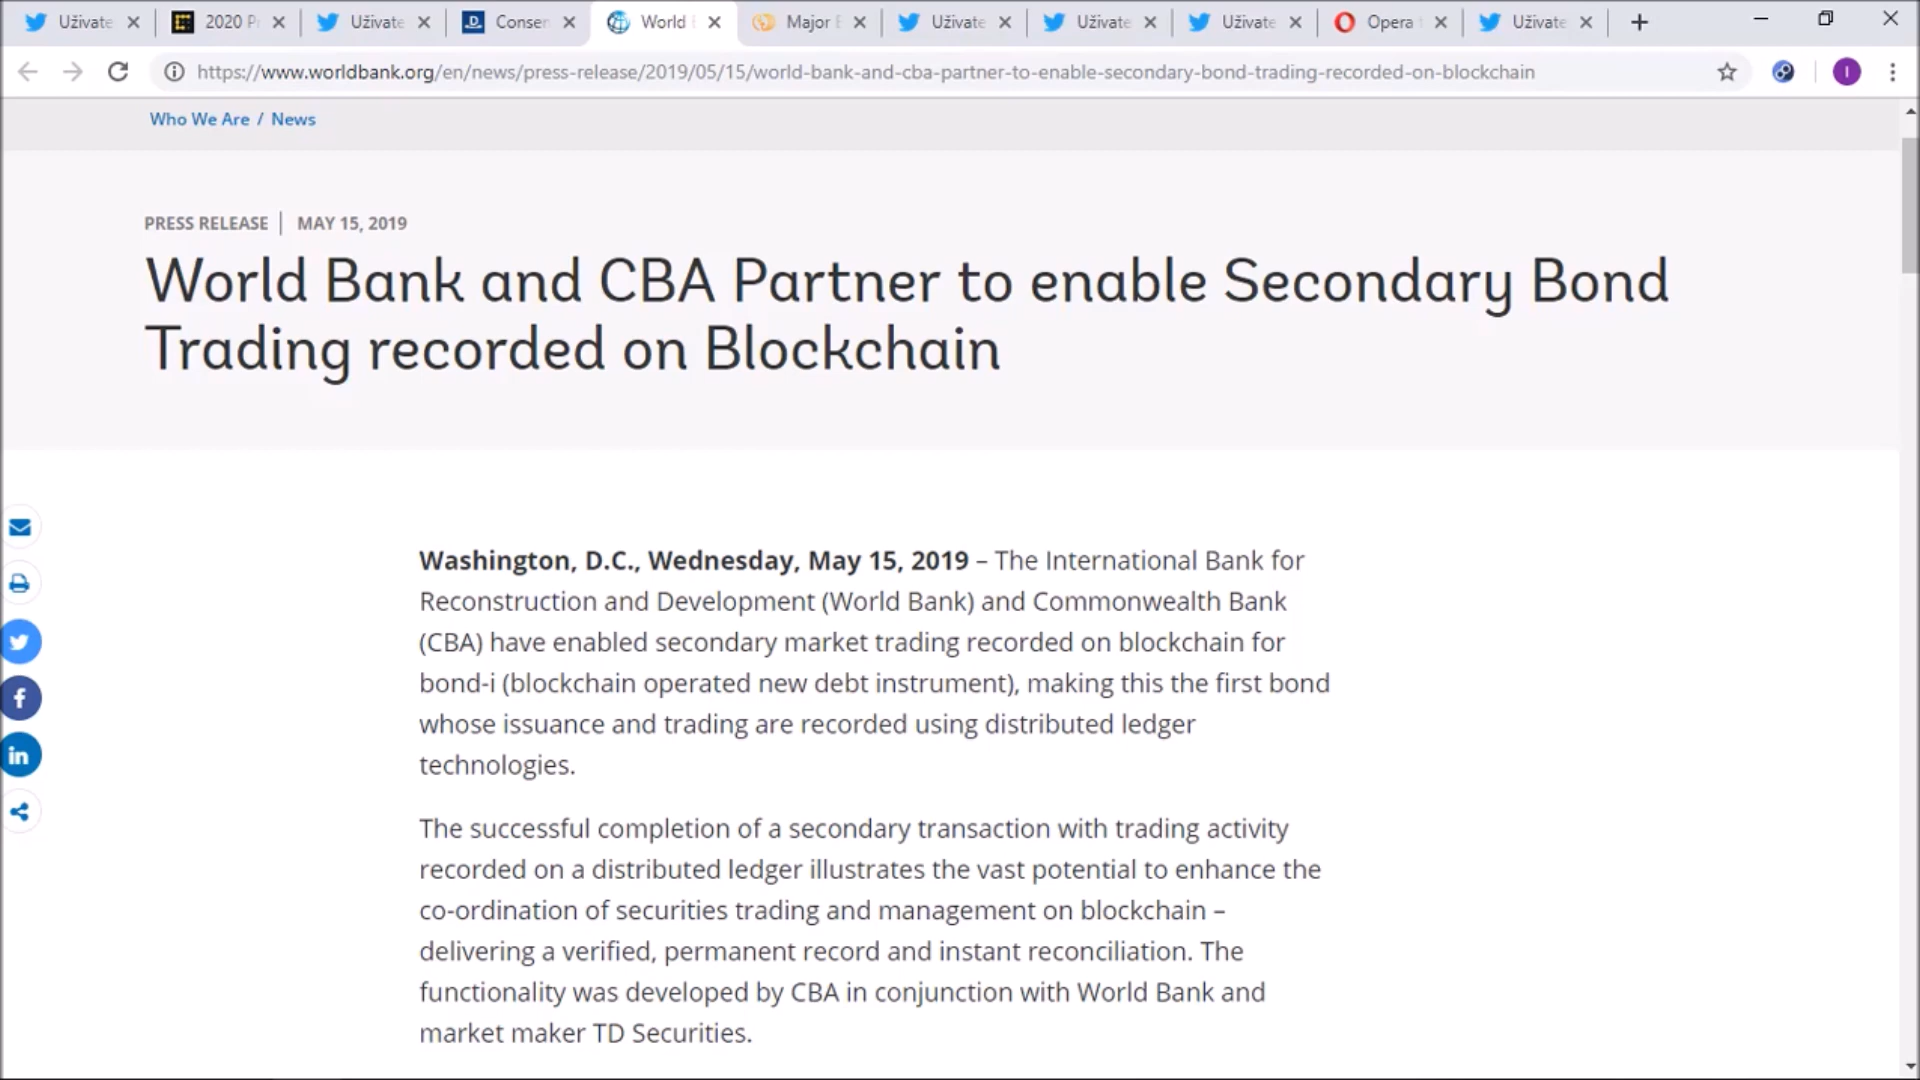 Uživate
2020 P
Uživate
Consen
World
Major
Uživate
Uživate
Uživate
Opera
Uživate
https://www.worldbank.org/en/news/press-release/2019/05/15/world-bank-and-cba-partner-to-enable-secondary-bond-trading-recorded-on-blockchain
I
Who We Are / News
PRESS RELEASE | MAY 15, 2019
World Bank and CBA Partner to enable Secondary Bond
Trading recorded on Blockchain
Washington, D.C., Wednesday, May 15, 2019 – The International Bank for
Reconstruction and Development (World Bank) and Commonwealth Bank
(CBA) have enabled secondary market trading recorded on blockchain for
bond-i (blockchain operated new debt instrument), making this the first bond
whose issuance and trading are recorded using distributed ledger
technologies.
The successful completion of a secondary transaction with trading activity
recorded on a distributed ledger illustrates the vast potential to enhance the
co-ordination of securities trading and management on blockchain –
delivering a verified, permanent record and instant reconciliation. The
functionality was developed by CBA in conjunction with World Bank and
market maker TD Securities.